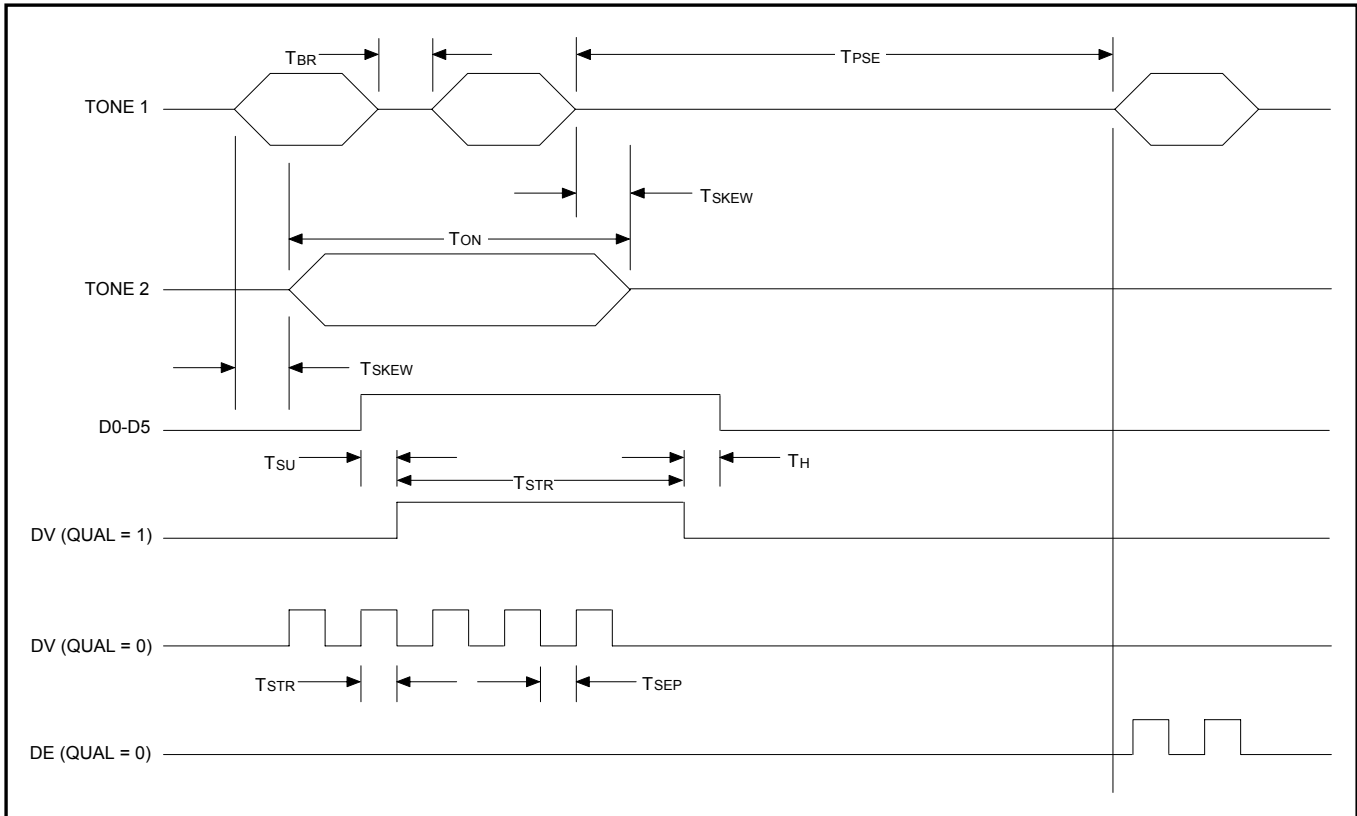 TBR
TPSE
TONE 1
TSKEW
TON
TONE 2
TSKEW
D0-D5
TSU
TH
TSTR
DV (QUAL = 1)
DV (QUAL = 0)
TSTR
TSEP
DE (QUAL = 0)